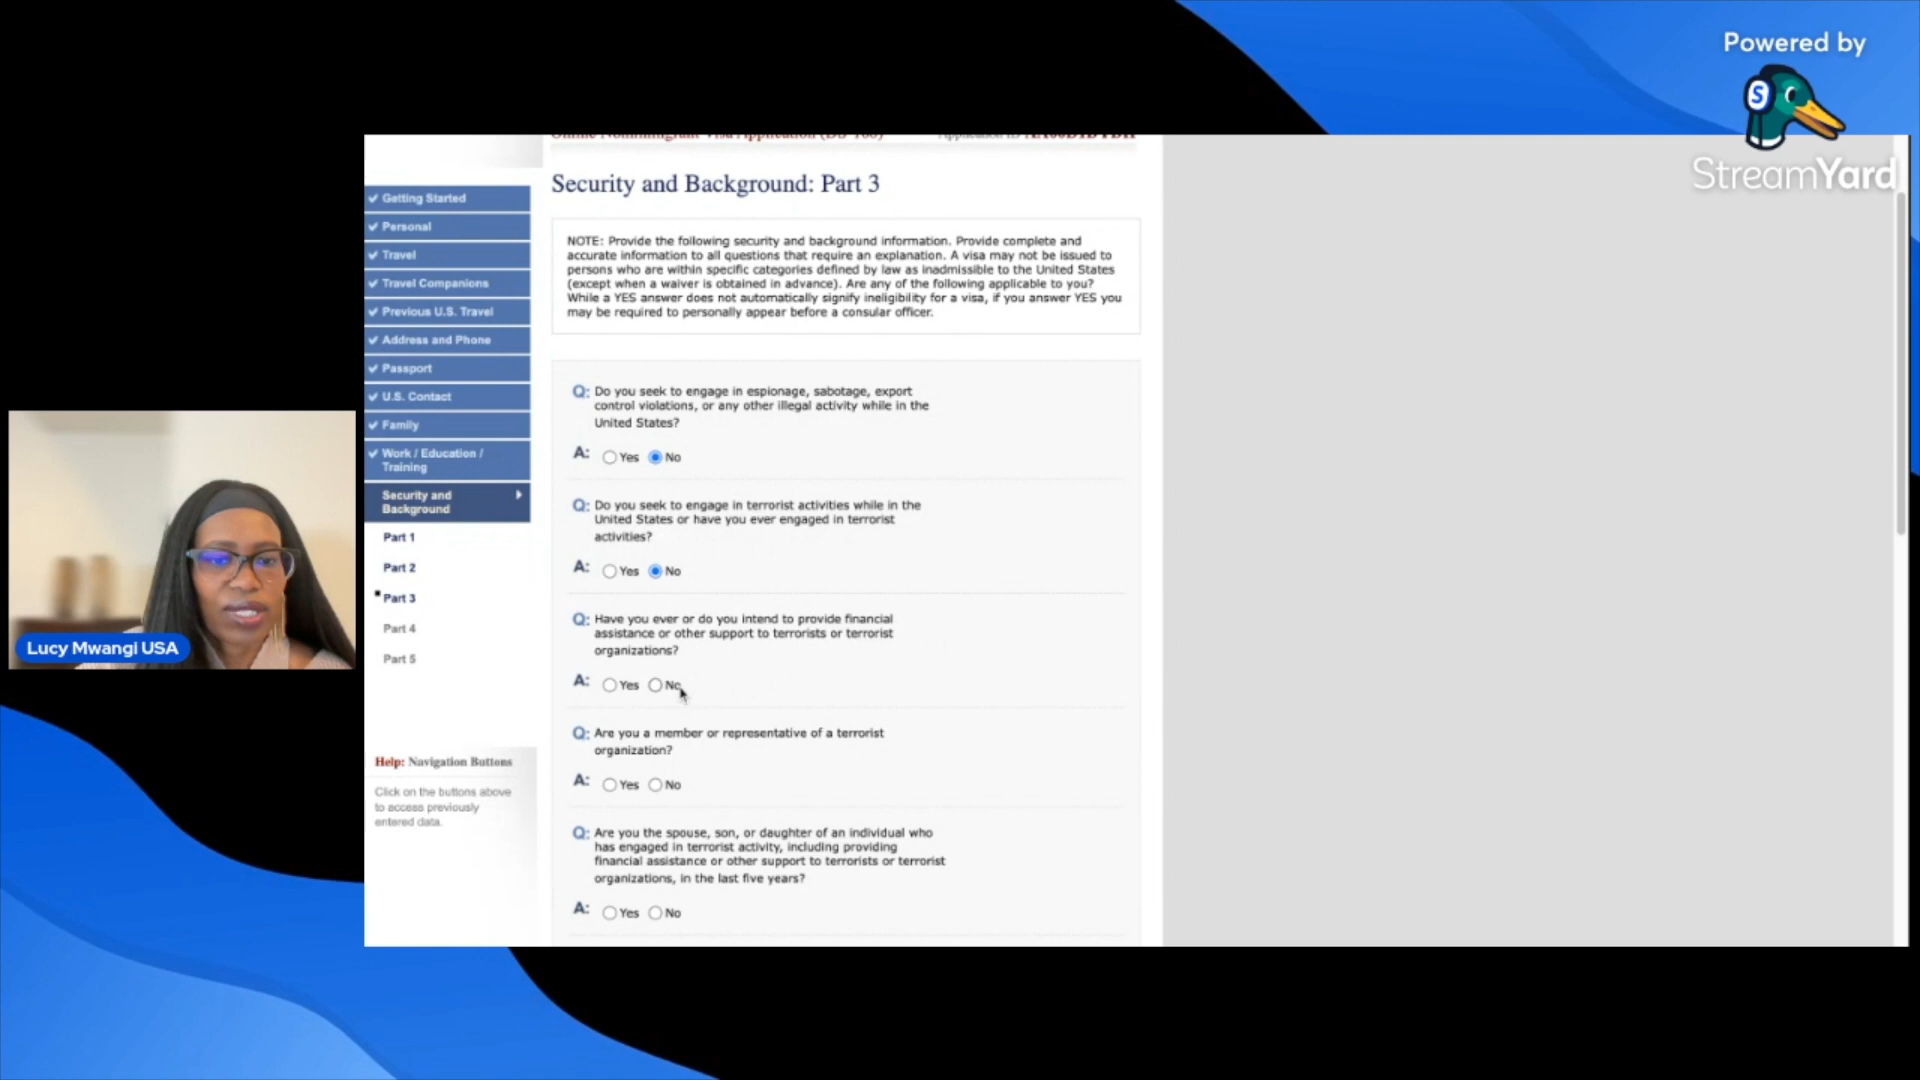 Powered by
StreamYard
Online Nonimmigrant Visa Application (DS-160)
Application ID
Security and Background: Part 3
Getting Started
Personal
Travel
Travel Companions
Previous U.S. Travel
Address and Phone
Passport
U.S. Contact
Family
Work / Education /
Training
Security and
Background
Part 1
Part 2
Part 3
Part 4
Part 5
Help: Navigation Buttons
Click on the buttons above
to access previously
entered data.
NOTE: Provide the following security and background information. Provide complete and
accurate information to all questions that require an explanation. A visa may not be issued to
persons who are within specific categories defined by law as inadmissible to the United States
(except when a waiver is obtained in advance). Are any of the following applicable to you?
While a YES answer does not automatically signify ineligibility for a visa, if you answer YES you
may be required to personally appear before a consular officer.
Q: Do you seek to engage in espionage, sabotage, export
control violations, or any other illegal activity while in the
United States?
A: Yes No
Q: Do you seek to engage in terrorist activities while in the
United States or have you ever engaged in terrorist
activities?
A: Yes No
Q: Have you ever or do you intend to provide financial
assistance or other support to terrorists or terrorist
organizations?
A: Yes No
Q: Are you a member or representative of a terrorist
organization?
A: Yes No
Q: Are you the spouse, son, or daughter of an individual who
has engaged in terrorist activity, including providing
financial assistance or other support to terrorists or terrorist
organizations, in the last five years?
A: Yes No
Lucy Mwangi USA